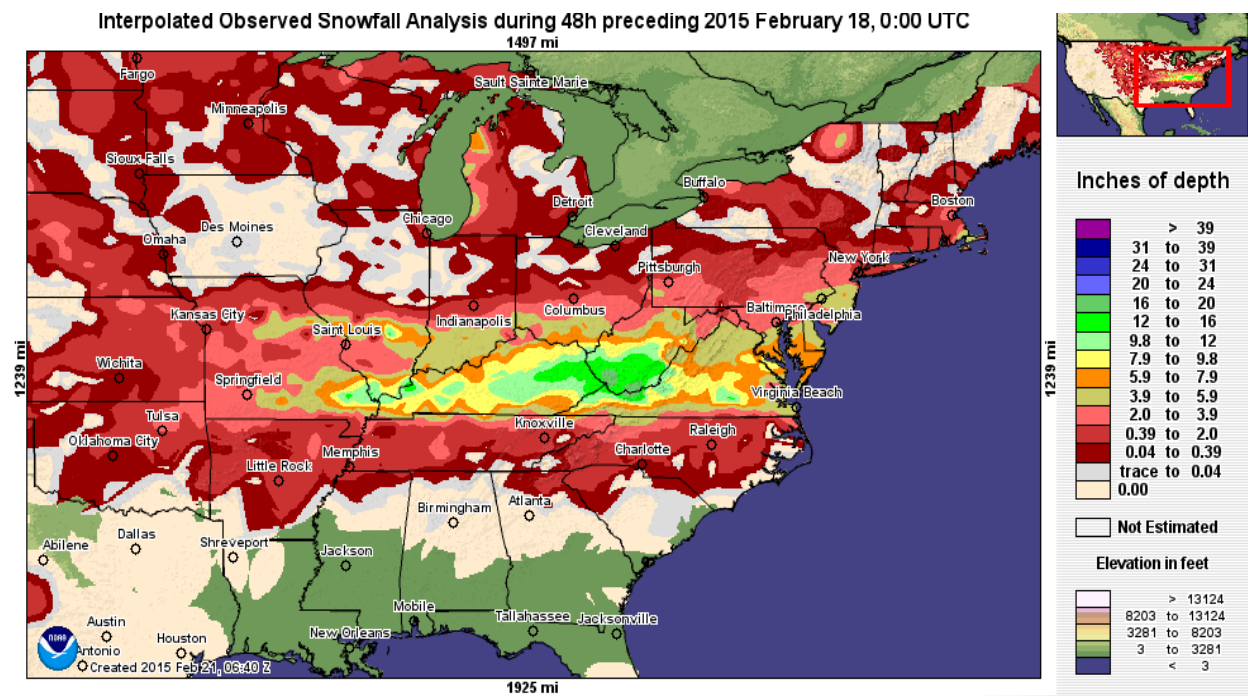 Interpolated Observed Snowfall Analysis during 48h preceding 2015 February 18, 0:00 UTC
1497 mi
Fargo
Sault Sainte Marie
Minneapolis
Sioux Falls
Buffalo
Detroit
Boston
Chicago
Des Moines
Cleveland
Omaha
New York
Pittsburgh
Kansas City
Indianapolis
Columbus
Baltimore
Philadelphia
Saint Louis
1239 mi
1239 mi
Wichita
Springfield
Virginia Beach
Tulsa
Knoxville
Raleigh
Oklahoma City
Memphis
Charlotte
Little Rock
Birmingham
Atlanta
Dallas
Abilene
Shreveport
Jackson
Mobile
Austin
Tallahassee
Jacksonville
Houston
New Orleans
NOAA
Antonio
Created 2015 Feb 21, 06:40 Z
1925 mi
Inches of depth
> 39
31 to 39
24 to 31
20 to 24
16 to 20
12 to 16
9.8 to 12
7.9 to 9.8
5.9 to 7.9
3.9 to 5.9
2.0 to 3.9
0.39 to 2.0
0.04 to 0.39
trace to 0.04
0.00
Not Estimated
Elevation in feet
> 13124
8203 to 13124
3281 to 8203
3 to 3281
< 3